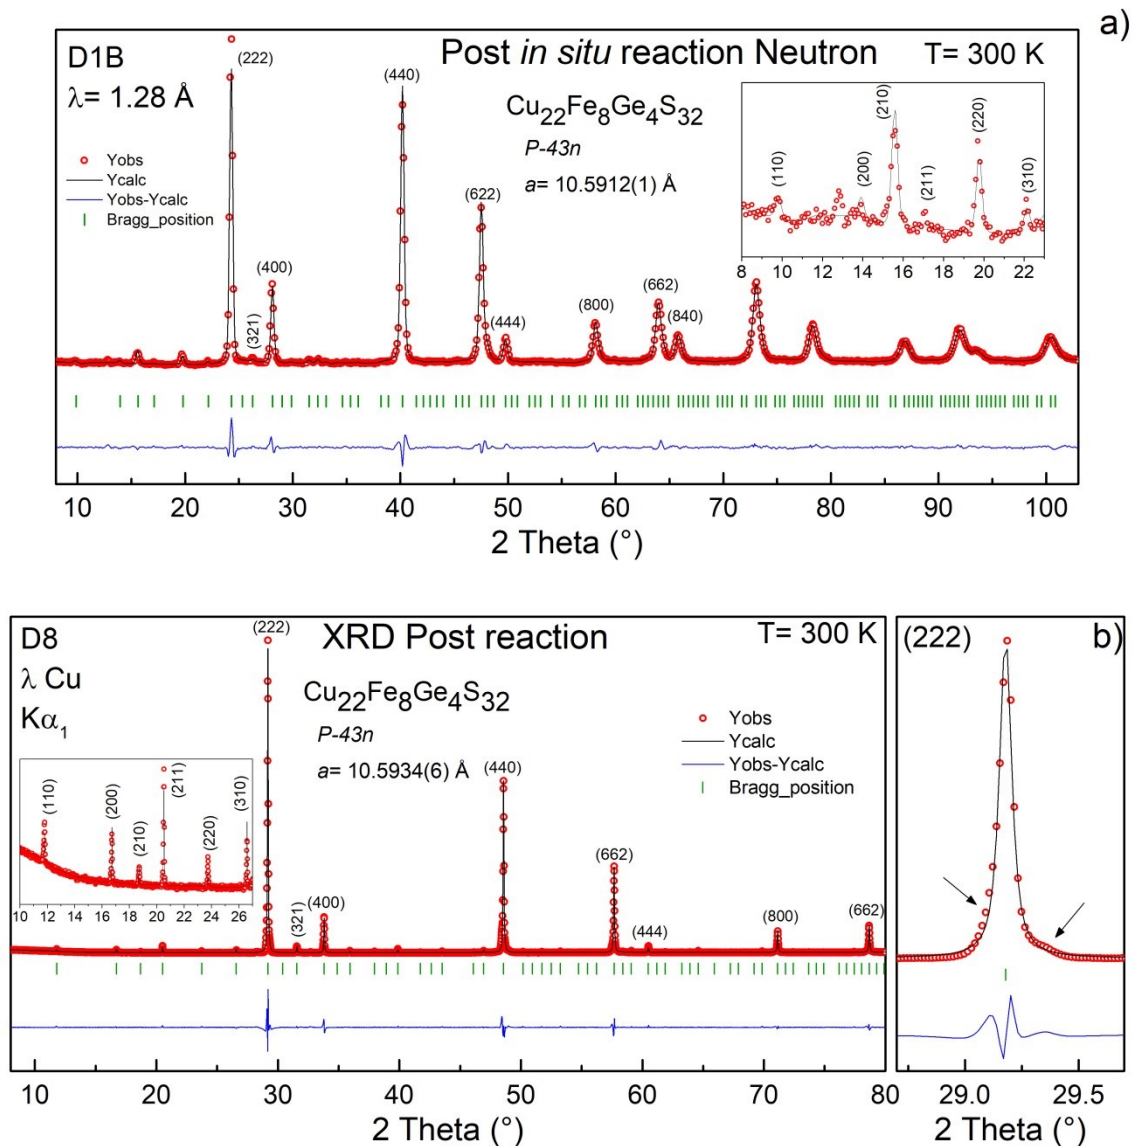 a)
D1B
λ= 1.28 Å
Post in situ reaction Neutron
T= 300 K
Cu22Fe8Ge4S32
P-43n
a= 10.5912(1) Å
Yobs
Ycalc
Yobs-Ycalc
Bragg_position
(222)
(321)
(400)
(440)
(622)
(444)
(800)
(662)
(840)
(110)
(200)
(210)
(211)
(220)
(310)
8 10 12 14 16 18 20 22
10 20 30 40 50 60 70 80 90 100
2 Theta (°)
D8
λ Cu
Kα1
XRD Post reaction
T= 300 K
Cu22Fe8Ge4S32
P-43n
a= 10.5934(6) Å
Yobs
Ycalc
Yobs-Ycalc
Bragg_position
(110)
(200)
(210)
(211)
(220)
(310)
10 12 14 16 18 20 22 24 26
(222)
(321)
(400)
(440)
(662)
(444)
(800)
(662)
10 20 30 40 50 60 70 80
2 Theta (°)
(222)
b)
29.0 29.5
2 Theta (°)